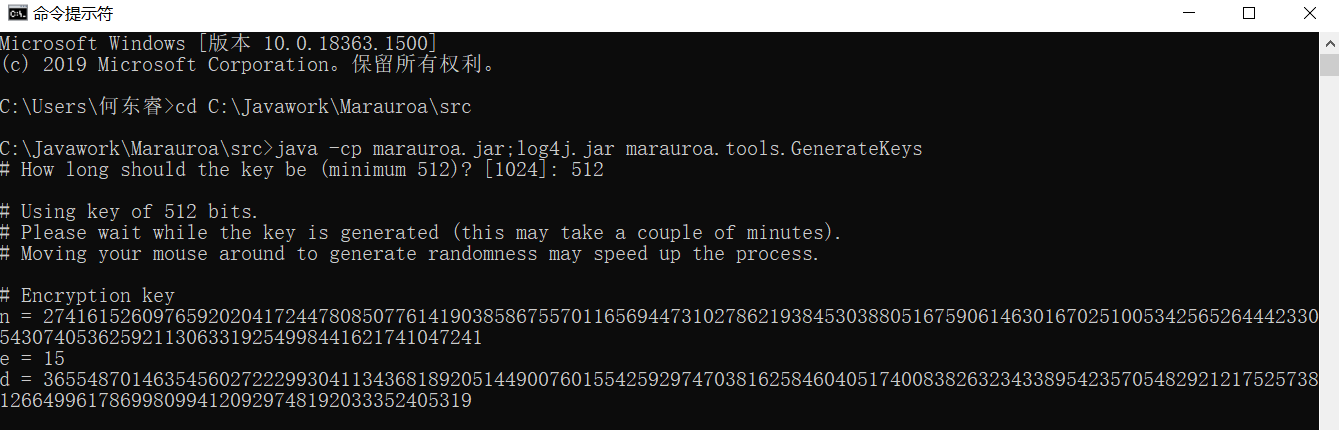 命令提示符
Microsoft Windows [版本 10.0.18363.1500]
(c) 2019 Microsoft Corporation。保留所有权利。
C:\Users\何东睿>cd C:\Javawork\Marauroa\src
C:\Javawork\Marauroa\src>java -cp marauroa.jar;log4j.jar marauroa.tools.GenerateKeys
# How long should the key be (minimum 512)? [1024]: 512
# Using key of 512 bits.
# Please wait while the key is generated (this may take a couple of minutes).
# Moving your mouse around to generate randomness may speed up the process.
# Encryption key
n = 27416152609765920204172447808507761419038586755701165694473102786219384530388051675906146301670251005342565264442330
54307405362592113063319254998441621741047241
e = 15
d = 36554870146354560272229930411343681892051449007601554259297470381625846040517400838263234338954235705482921217525738
1266499617869980994120929748192033352405319